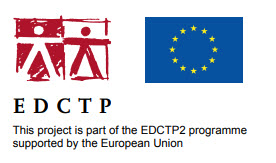 EDCTP
This project is part of the EDCTP2 programme
supported by the European Union